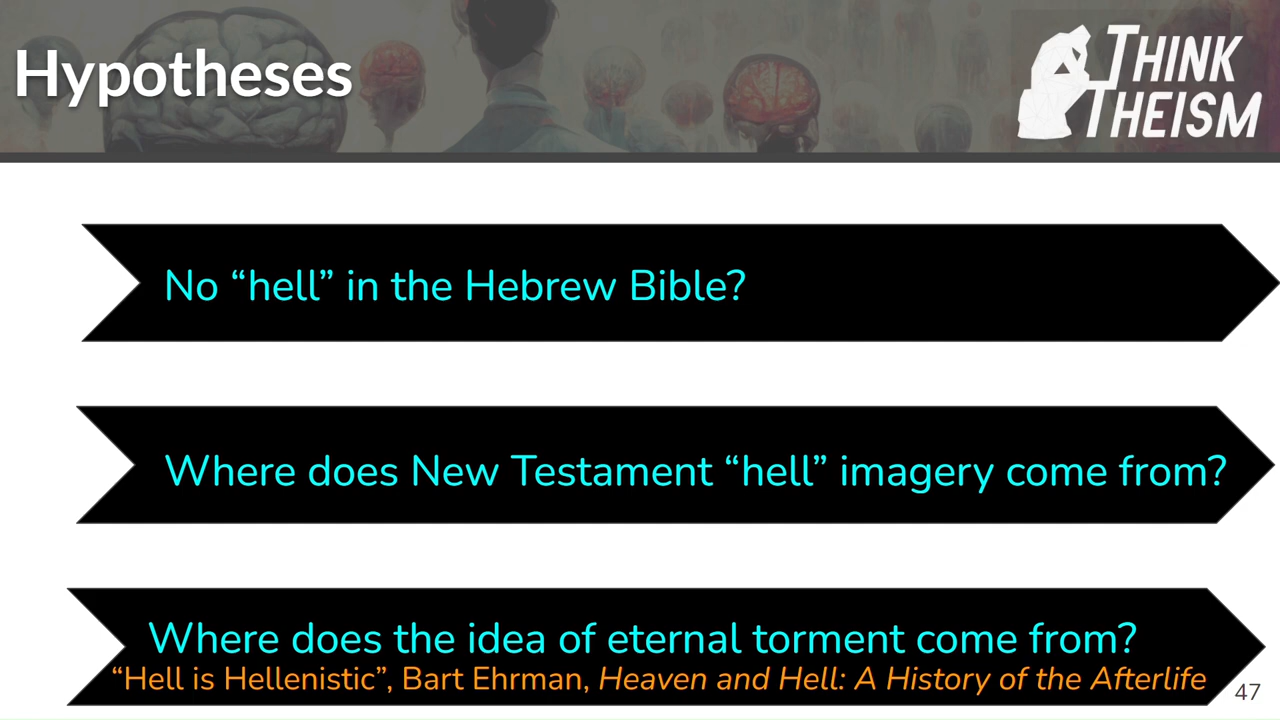 Hypotheses
THINK
THEISM
No “hell” in the Hebrew Bible?
Where does New Testament “hell” imagery come from?
Where does the idea of eternal torment come from?
“Hell is Hellenistic”, Bart Ehrman, Heaven and Hell: A History of the Afterlife
47